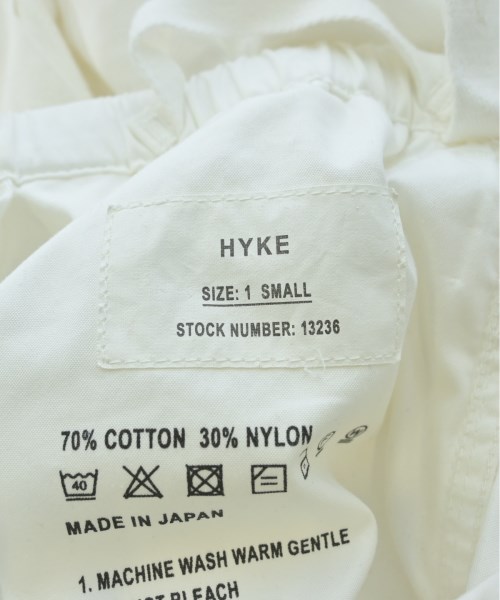 HYKE
SIZE: 1 SMALL
STOCK NUMBER: 13236
70% COTTON 30% NYLON
40
MADE IN JAPAN
1. MACHINE WASH WARM GENTLE
BLEACH